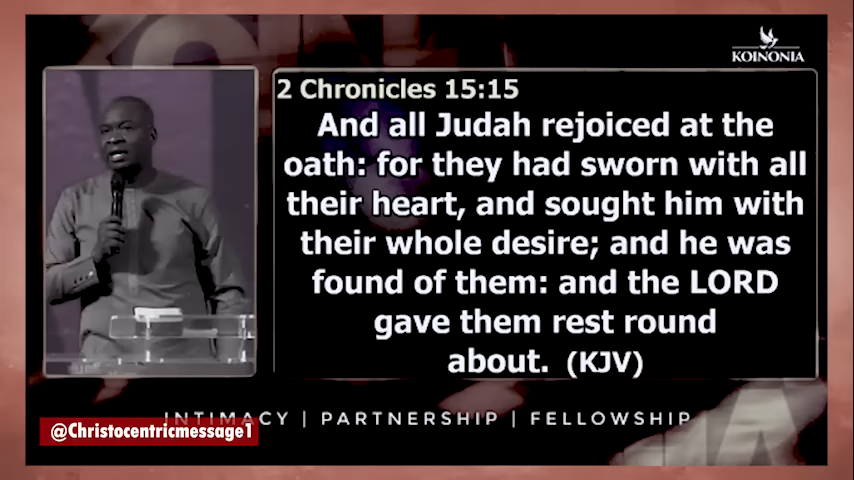 KOINONIA
2 Chronicles 15:15
And all Judah rejoiced at the
oath: for they had sworn with all
their heart, and sought him with
their whole desire; and he was
found of them: and the LORD
gave them rest round
about. (KJV)
INTIMACY | PARTNERSHIP | FELLOWSHIP
@Christocentricmessage1